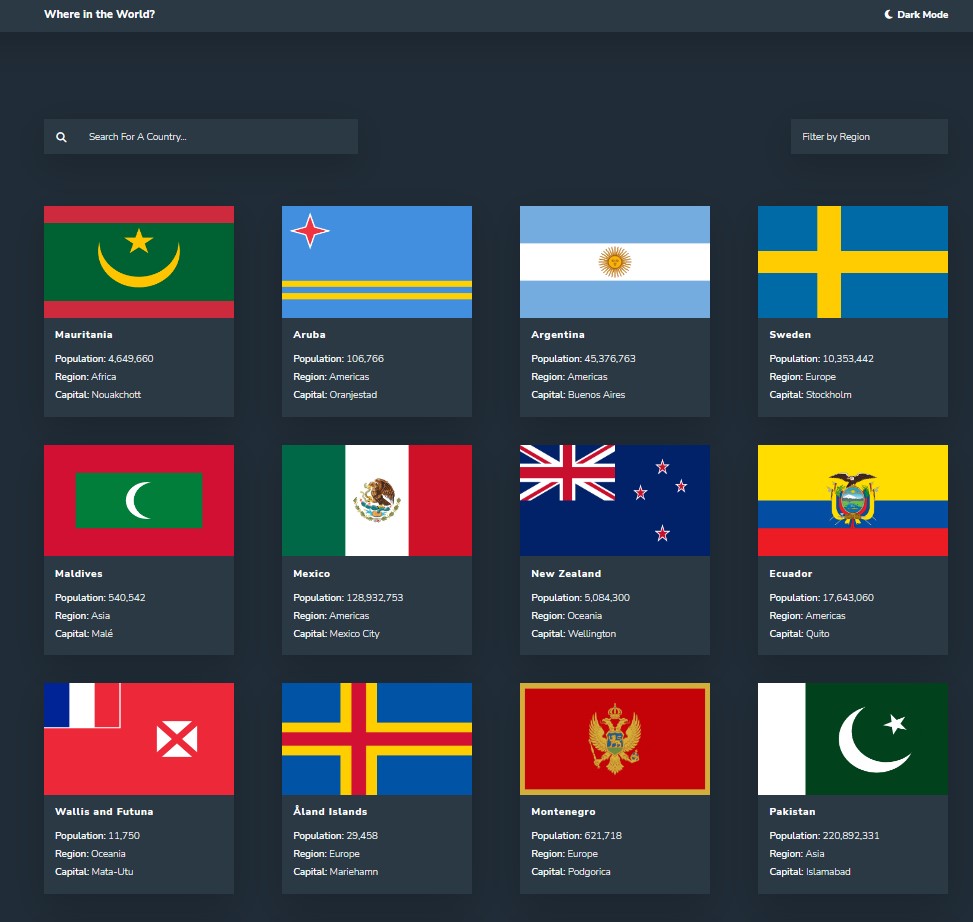 Where in the World?
Dark Mode
Search For A Country...
Filter by Region
Mauritania
Population: 4,649,660
Region: Africa
Capital: Nouakchott
Aruba
Population: 106,766
Region: Americas
Capital: Oranjestad
Argentina
Population: 45,376,763
Region: Americas
Capital: Buenos Aires
Sweden
Population: 10,353,442
Region: Europe
Capital: Stockholm
Maldives
Population: 540,542
Region: Asia
Capital: Malé
Mexico
Population: 128,932,753
Region: Americas
Capital: Mexico City
New Zealand
Population: 5,084,300
Region: Oceania
Capital: Wellington
Ecuador
Population: 17,643,060
Region: Americas
Capital: Quito
Wallis and Futuna
Population: 11,750
Region: Oceania
Capital: Mata-Utu
Åland Islands
Population: 29,458
Region: Europe
Capital: Mariehamn
Montenegro
Population: 621,718
Region: Europe
Capital: Podgorica
Pakistan
Population: 220,892,331
Region: Asia
Capital: Islamabad